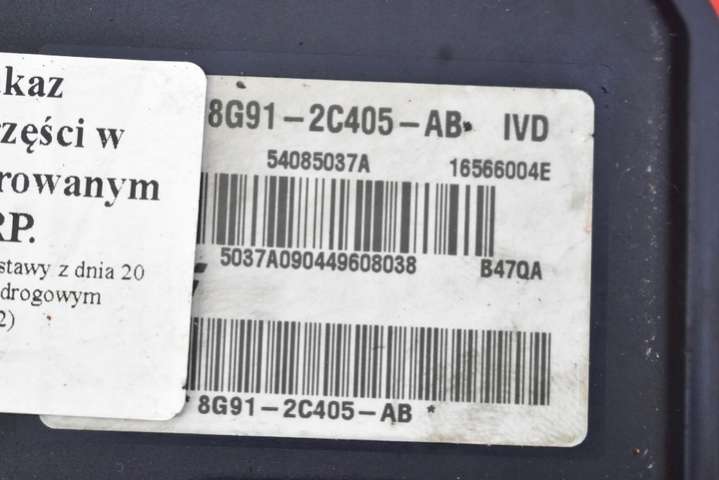 kaz
zęści w
rowanym
RP.
stawy z dnia 20
drogowym
2)
8G91-2C405-AB IVD
54085037A 16566004E
5037A090449608038 B47QA
* 8G91-2C405-AB *